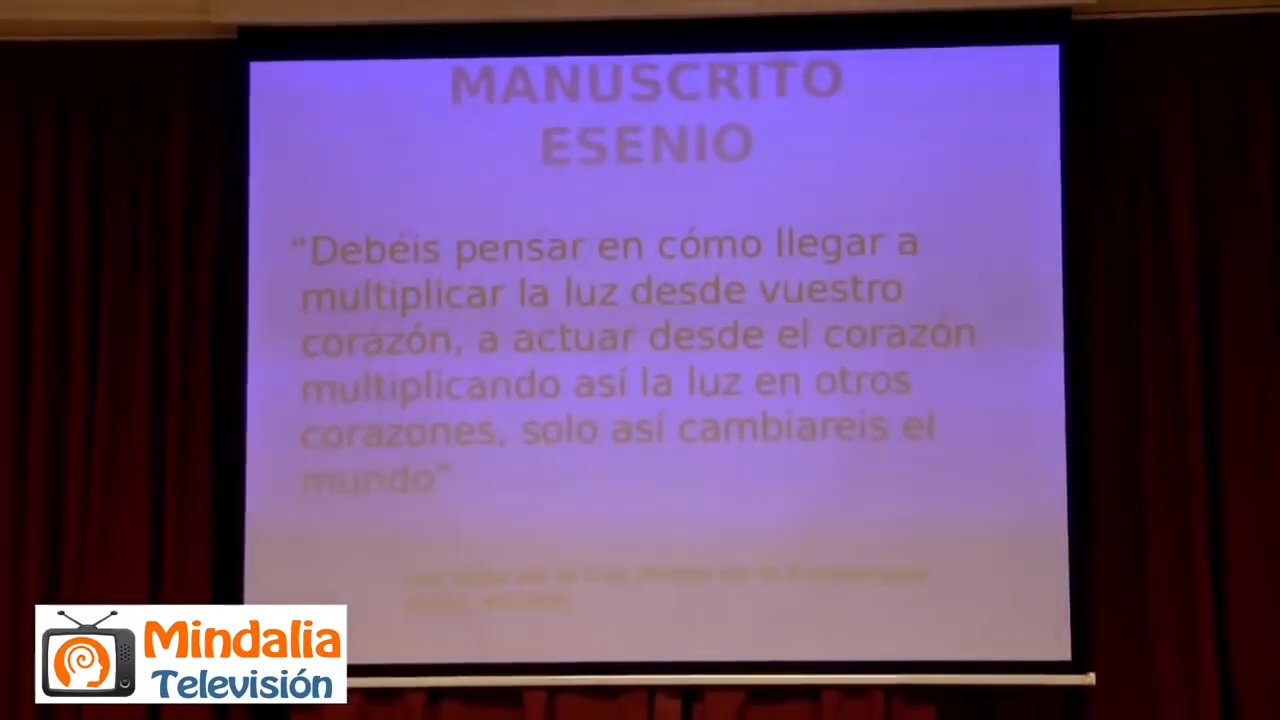 MANUSCRITO
ESENIO
“Debéis pensar en cómo llegar a
multiplicar la luz desde vuestro
corazón, a actuar desde el corazón
multiplicando así la luz en otros
corazones, solo así cambiareis el
mundo”
Mindalia
Televisión